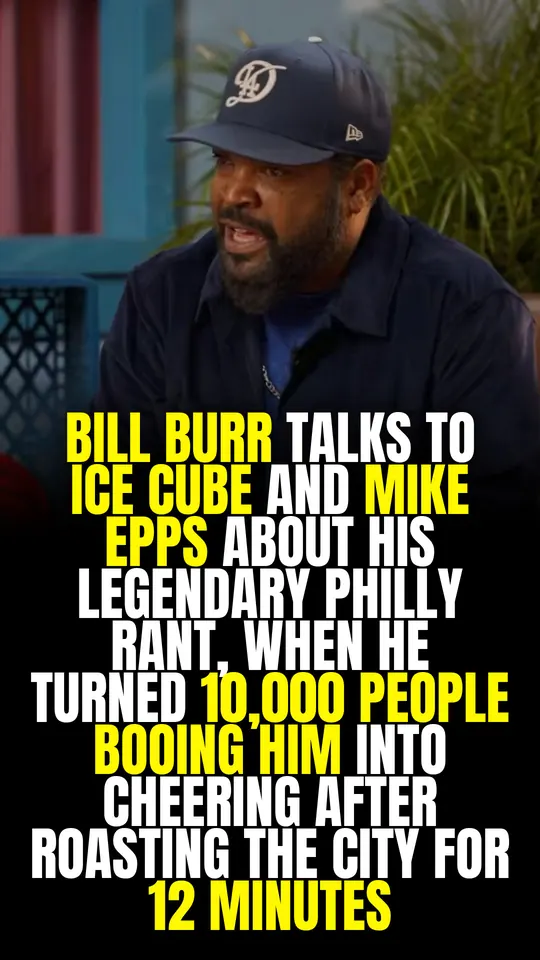 LA
BILL BURR TALKS TO
ICE CUBE AND MIKE
EPPS ABOUT HIS
LEGENDARY PHILLY
RANT, WHEN HE
TURNED 10,000 PEOPLE
BOOING HIM INTO
CHEERING AFTER
ROASTING THE CITY FOR
12 MINUTES